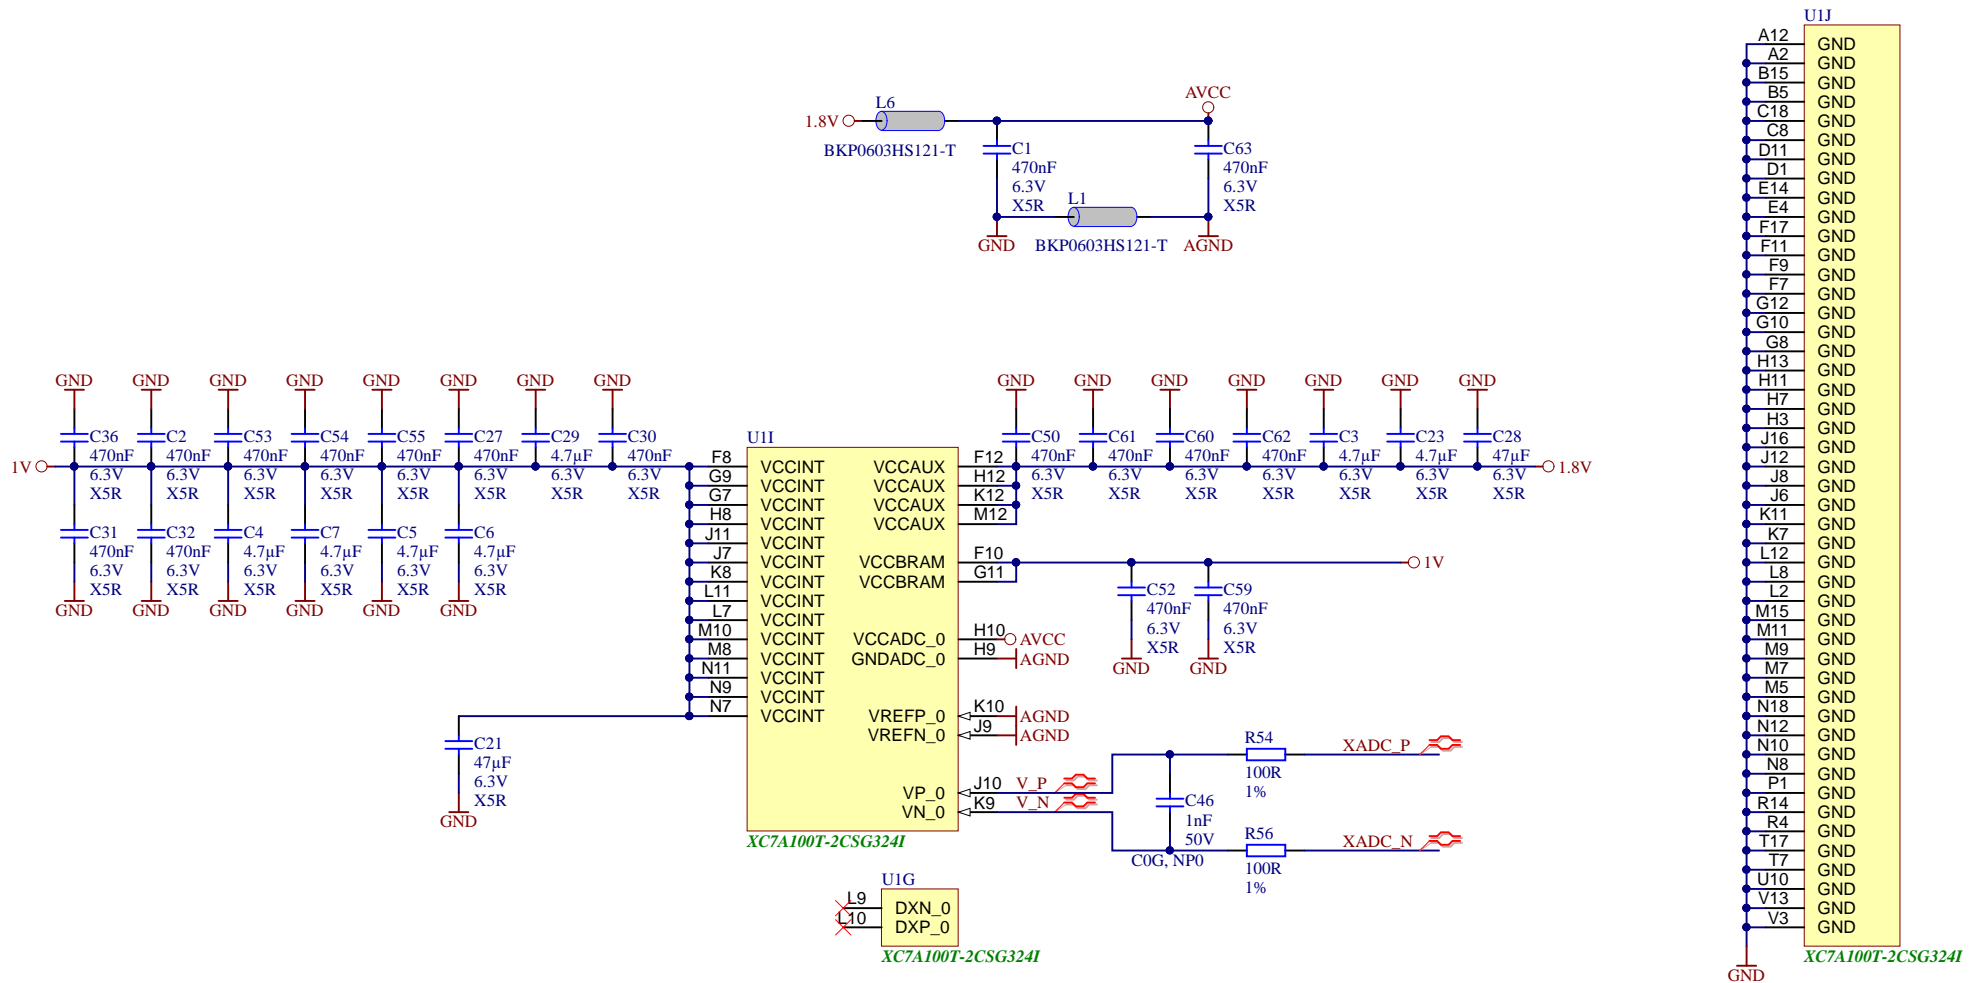 L6
1.8V
BKP0603HS121-T
AVCC
C1
470nF
6.3V
X5R
C63
470nF
6.3V
X5R
L1
BKP0603HS121-T
GND
AGND
GND GND GND GND GND GND GND GND
1V
C36
470nF
6.3V
X5R
C2
470nF
6.3V
X5R
C53
470nF
6.3V
X5R
C54
470nF
6.3V
X5R
C55
470nF
6.3V
X5R
C27
470nF
6.3V
X5R
C29
4.7µF
6.3V
X5R
C30
470nF
6.3V
X5R
C31
470nF
6.3V
X5R
C32
470nF
6.3V
X5R
C4
4.7µF
6.3V
X5R
C7
4.7µF
6.3V
X5R
C5
4.7µF
6.3V
X5R
C6
4.7µF
6.3V
X5R
GND GND GND GND GND GND
C21
47µF
6.3V
X5R
GND
U1I
F8 VCCINT
G9 VCCINT
G7 VCCINT
H8 VCCINT
J11 VCCINT
J7 VCCINT
K8 VCCINT
L11 VCCINT
L7 VCCINT
M10 VCCINT
M8 VCCINT
N11 VCCINT
N9 VCCINT
N7 VCCINT
VCCAUX F12
VCCAUX H12
VCCAUX K12
VCCAUX M12
VCCBRAM F10
VCCBRAM G11
VCCADC_0 H10 AVCC
GNDADC_0 H9 AGND
VREFP_0 K10 AGND
VREFN_0 J9 AGND
VP_0 J10 V_P
VN_0 K9 V_N
XC7A100T-2CSG324I
GND GND GND GND GND GND GND
C50
470nF
6.3V
X5R
C61
470nF
6.3V
X5R
C60
470nF
6.3V
X5R
C62
470nF
6.3V
X5R
C3
4.7µF
6.3V
X5R
C23
4.7µF
6.3V
X5R
C28
47µF
6.3V
X5R
1.8V
1V
C52
470nF
6.3V
X5R
GND
C59
470nF
6.3V
X5R
GND
C46
1nF
50V
C0G, NP0
R54
100R
1%
XADC_P
R56
100R
1%
XADC_N
U1G
L9 DXN_0
L10 DXP_0
XC7A100T-2CSG324I
U1J
A12 GND
A2 GND
B15 GND
B5 GND
C18 GND
C8 GND
D11 GND
D1 GND
E14 GND
E4 GND
F17 GND
F11 GND
F9 GND
F7 GND
G12 GND
G10 GND
G8 GND
H13 GND
H11 GND
H7 GND
H3 GND
J16 GND
J12 GND
J8 GND
J6 GND
K11 GND
K7 GND
L12 GND
L8 GND
L2 GND
M15 GND
M11 GND
M9 GND
M7 GND
M5 GND
N18 GND
N12 GND
N10 GND
N8 GND
P1 GND
R14 GND
R4 GND
T17 GND
T7 GND
U10 GND
V13 GND
V3 GND
XC7A100T-2CSG324I
GND